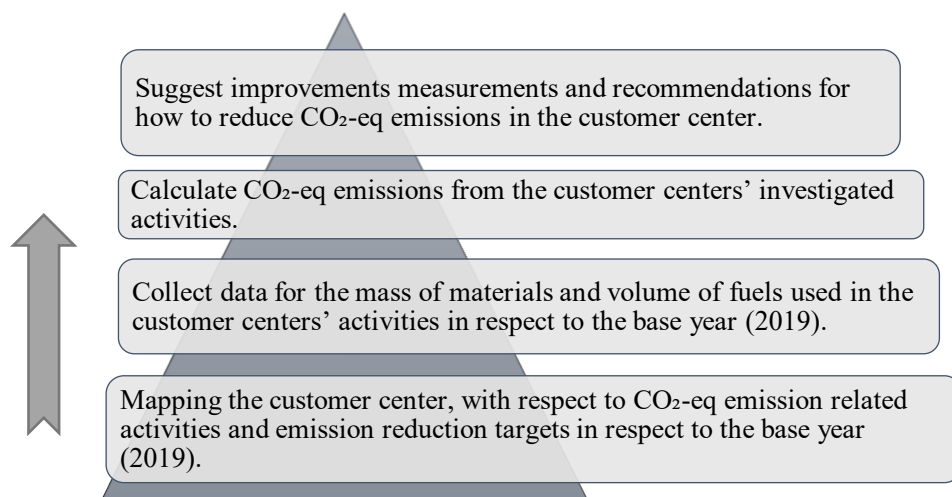 Suggest improvements measurements and recommendations for
how to reduce CO₂-eq emissions in the customer center.
Calculate CO₂-eq emissions from the customer centers’ investigated
activities.
Collect data for the mass of materials and volume of fuels used in the
customer centers’ activities in respect to the base year (2019).
Mapping the customer center, with respect to CO₂-eq emission related
activities and emission reduction targets in respect to the base year
(2019).